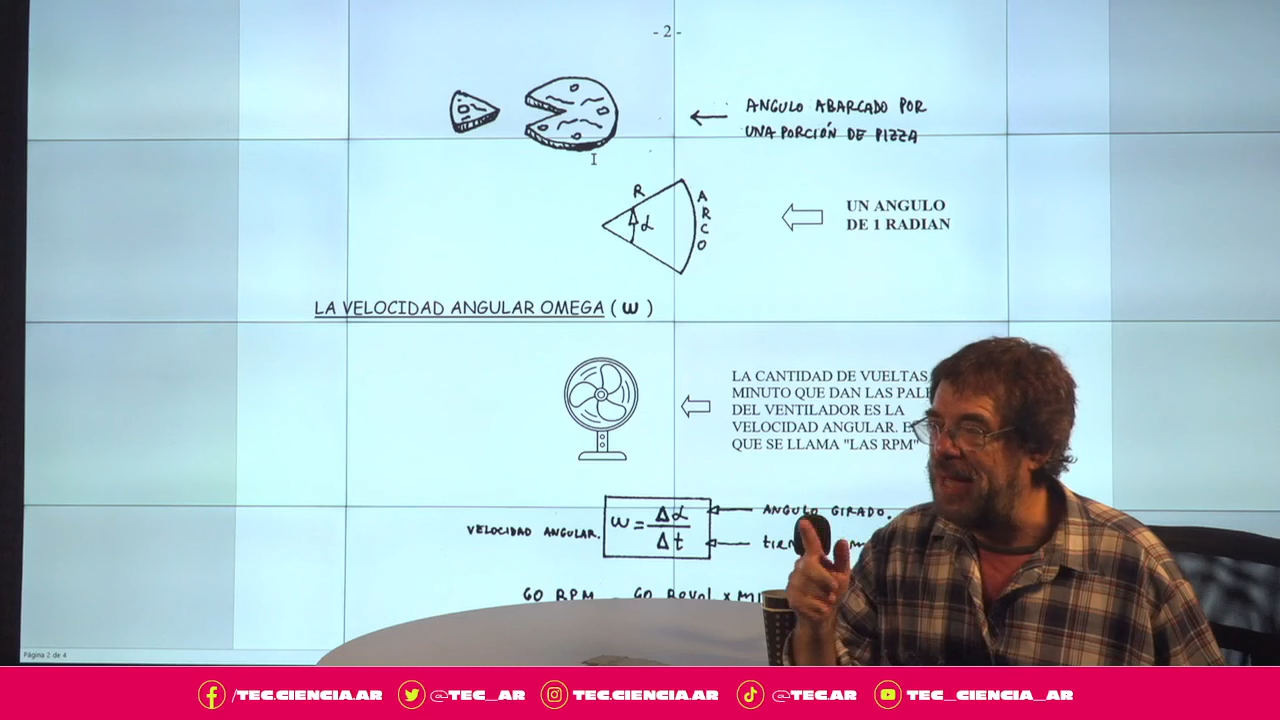 - 2 -
ANGULO ABARCADO POR
UNA PORCIÓN DE PIZZA
R
α
ARCO
UN ANGULO
DE 1 RADIAN
LA VELOCIDAD ANGULAR OMEGA ( ω )
LA CANTIDAD DE VUELTAS
MINUTO QUE DAN LAS
DEL VENTILADOR ES LA
VELOCIDAD ANGULAR.
QUE SE LLAMA "LAS RPM"
VELOCIDAD ANGULAR.
ω = Δα / Δt
ANGULO GIRADO.
60 RPM 60 Revol x
Página 2 de 4
/TEC.CIENCIA.AR @TEC_AR TEC.CIENCIA.AR @TEC.AR TEC_CIENCIA_AR